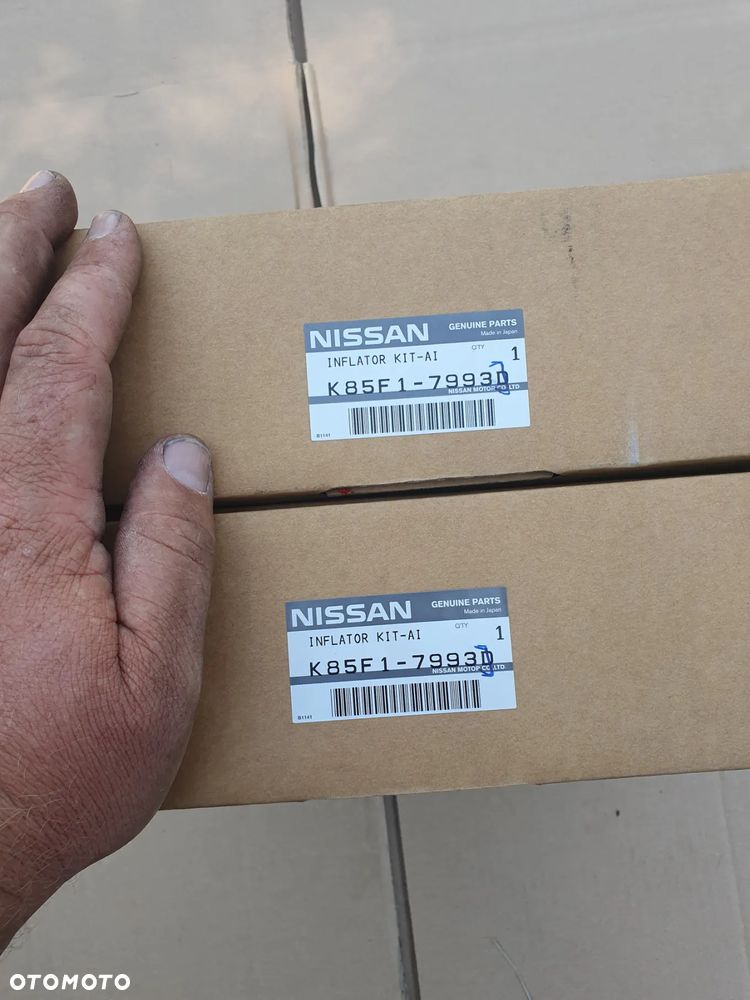 NISSAN GENUINE PARTS
Made in Japan
QTY
INFLATOR KIT-AI 1
K85F1-7993D
NISSAN MOTOR CO.,LTD
B1141
NISSAN GENUINE PARTS
Made in Japan
QTY
INFLATOR KIT-AI 1
K85F1-7993D
NISSAN MOTOR CO.,LTD
B1141
OTOMOTO